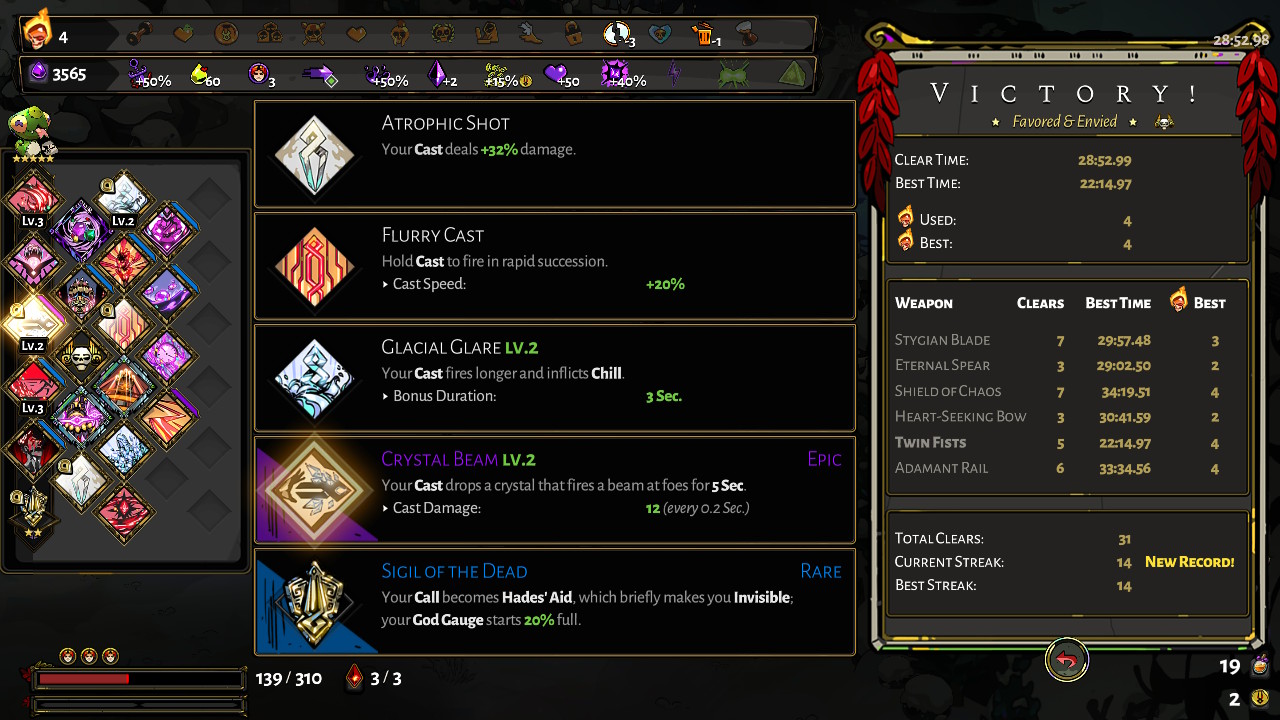 4
-3
-1
3565
+50%
60
3
+50%
+2
+15%
+50
+40%
28:52.98
Lv.3
Lv.2
Lv.2
Lv.3
ATROPHIC SHOT
Your Cast deals +32% damage.
FLURRY CAST
Hold Cast to fire in rapid succession.
‣ Cast Speed: +20%
GLACIAL GLARE LV.2
Your Cast fires longer and inflicts Chill.
‣ Bonus Duration: 3 Sec.
CRYSTAL BEAM LV.2 EPIC
Your Cast drops a crystal that fires a beam at foes for 5 Sec.
‣ Cast Damage: 12 (every 0.2 Sec.)
SIGIL OF THE DEAD RARE
Your Call becomes Hades' Aid, which briefly makes you Invisible;
your God Gauge starts 20% full.
VICTORY!
Favored & Envied
CLEAR TIME: 28:52.99
BEST TIME: 22:14.97
USED: 4
BEST: 4
WEAPON CLEARS BEST TIME BEST
STYGIAN BLADE 7 29:57.48 3
ETERNAL SPEAR 3 29:02.50 2
SHIELD OF CHAOS 7 34:19.51 4
HEART-SEEKING BOW 3 30:41.59 2
TWIN FISTS 5 22:14.97 4
ADAMANT RAIL 6 33:34.56 4
TOTAL CLEARS: 31
CURRENT STREAK: 14 NEW RECORD!
BEST STREAK: 14
139 / 310
3 / 3
19
2